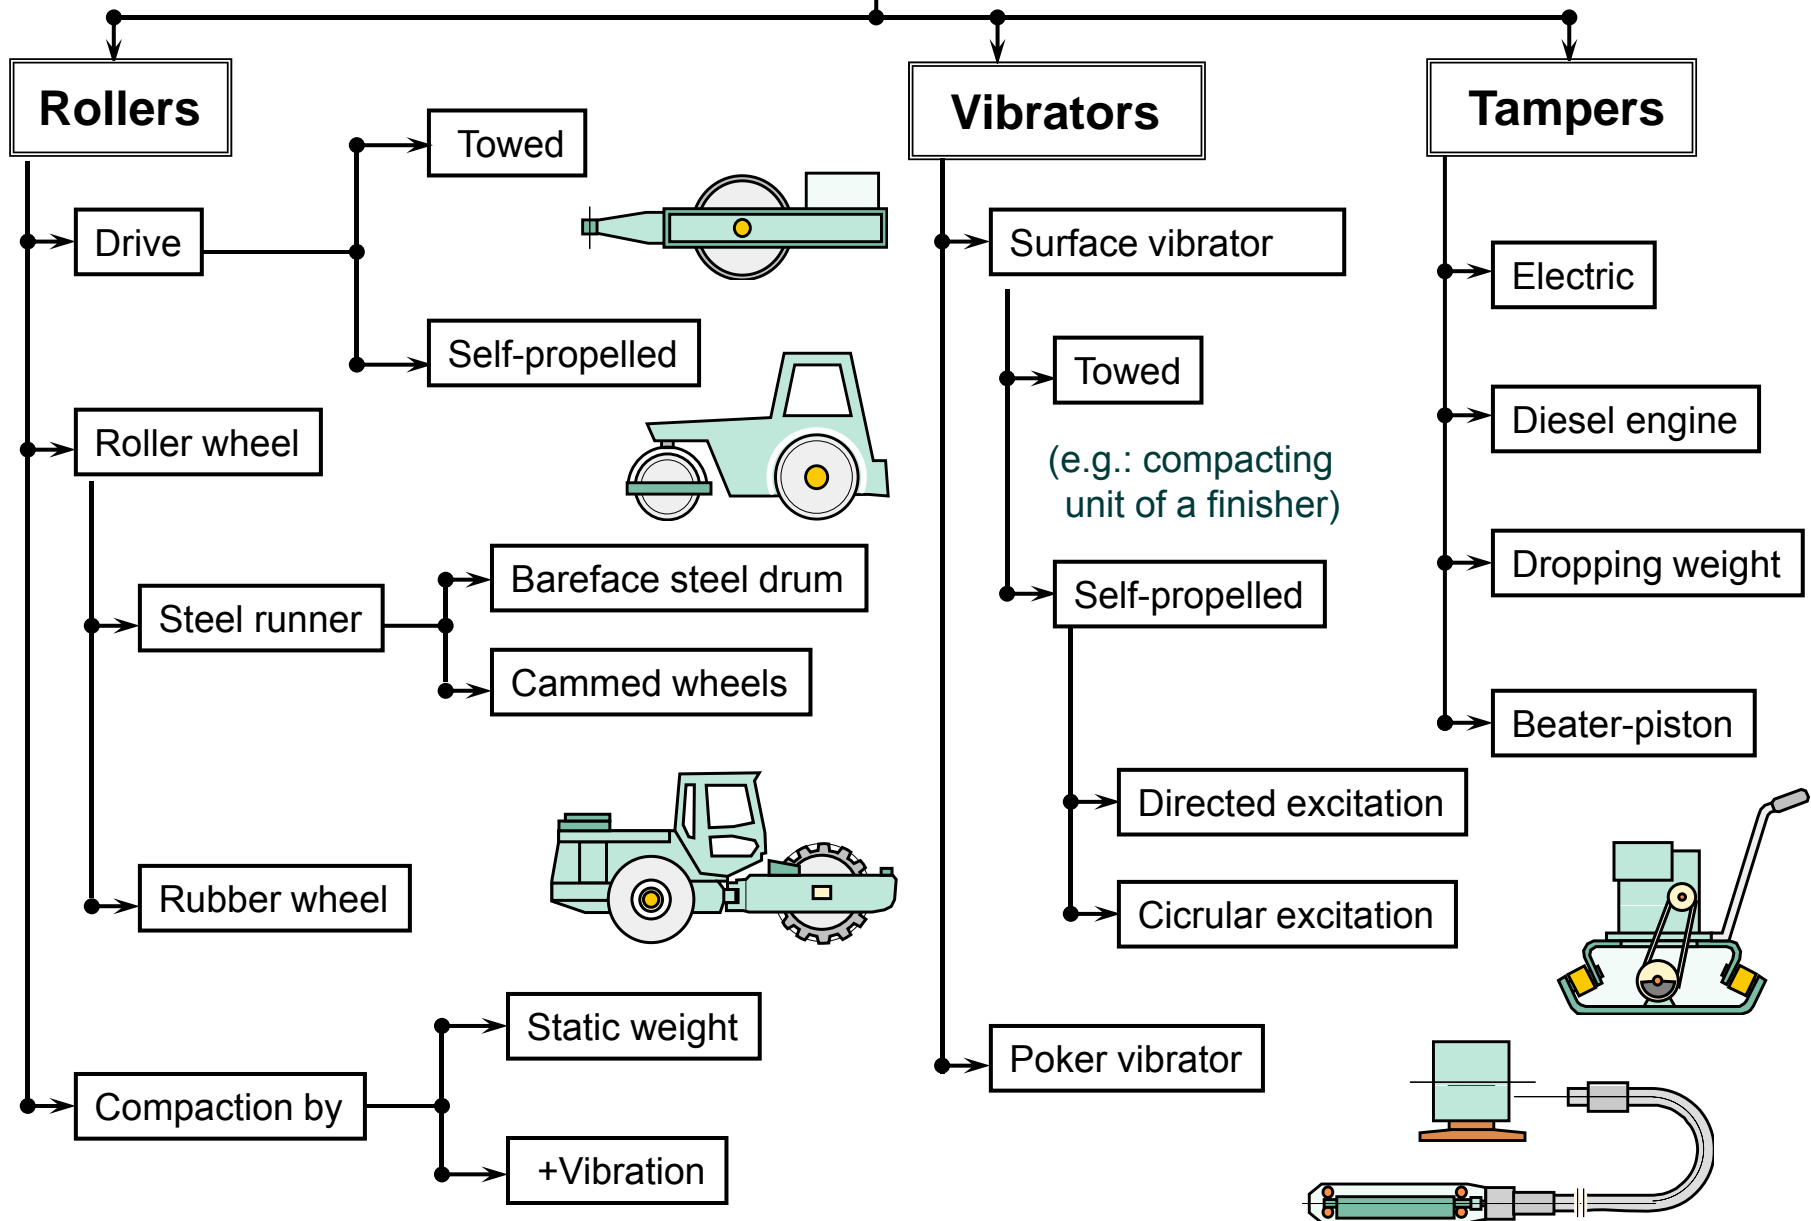 Rollers
Towed
Drive
Self-propelled
Roller wheel
Steel runner
Bareface steel drum
Cammed wheels
Rubber wheel
Compaction by
Static weight
+Vibration
Vibrators
Surface vibrator
Towed
(e.g.: compacting
unit of a finisher)
Self-propelled
Directed excitation
Cicrular excitation
Poker vibrator
Tampers
Electric
Diesel engine
Dropping weight
Beater-piston